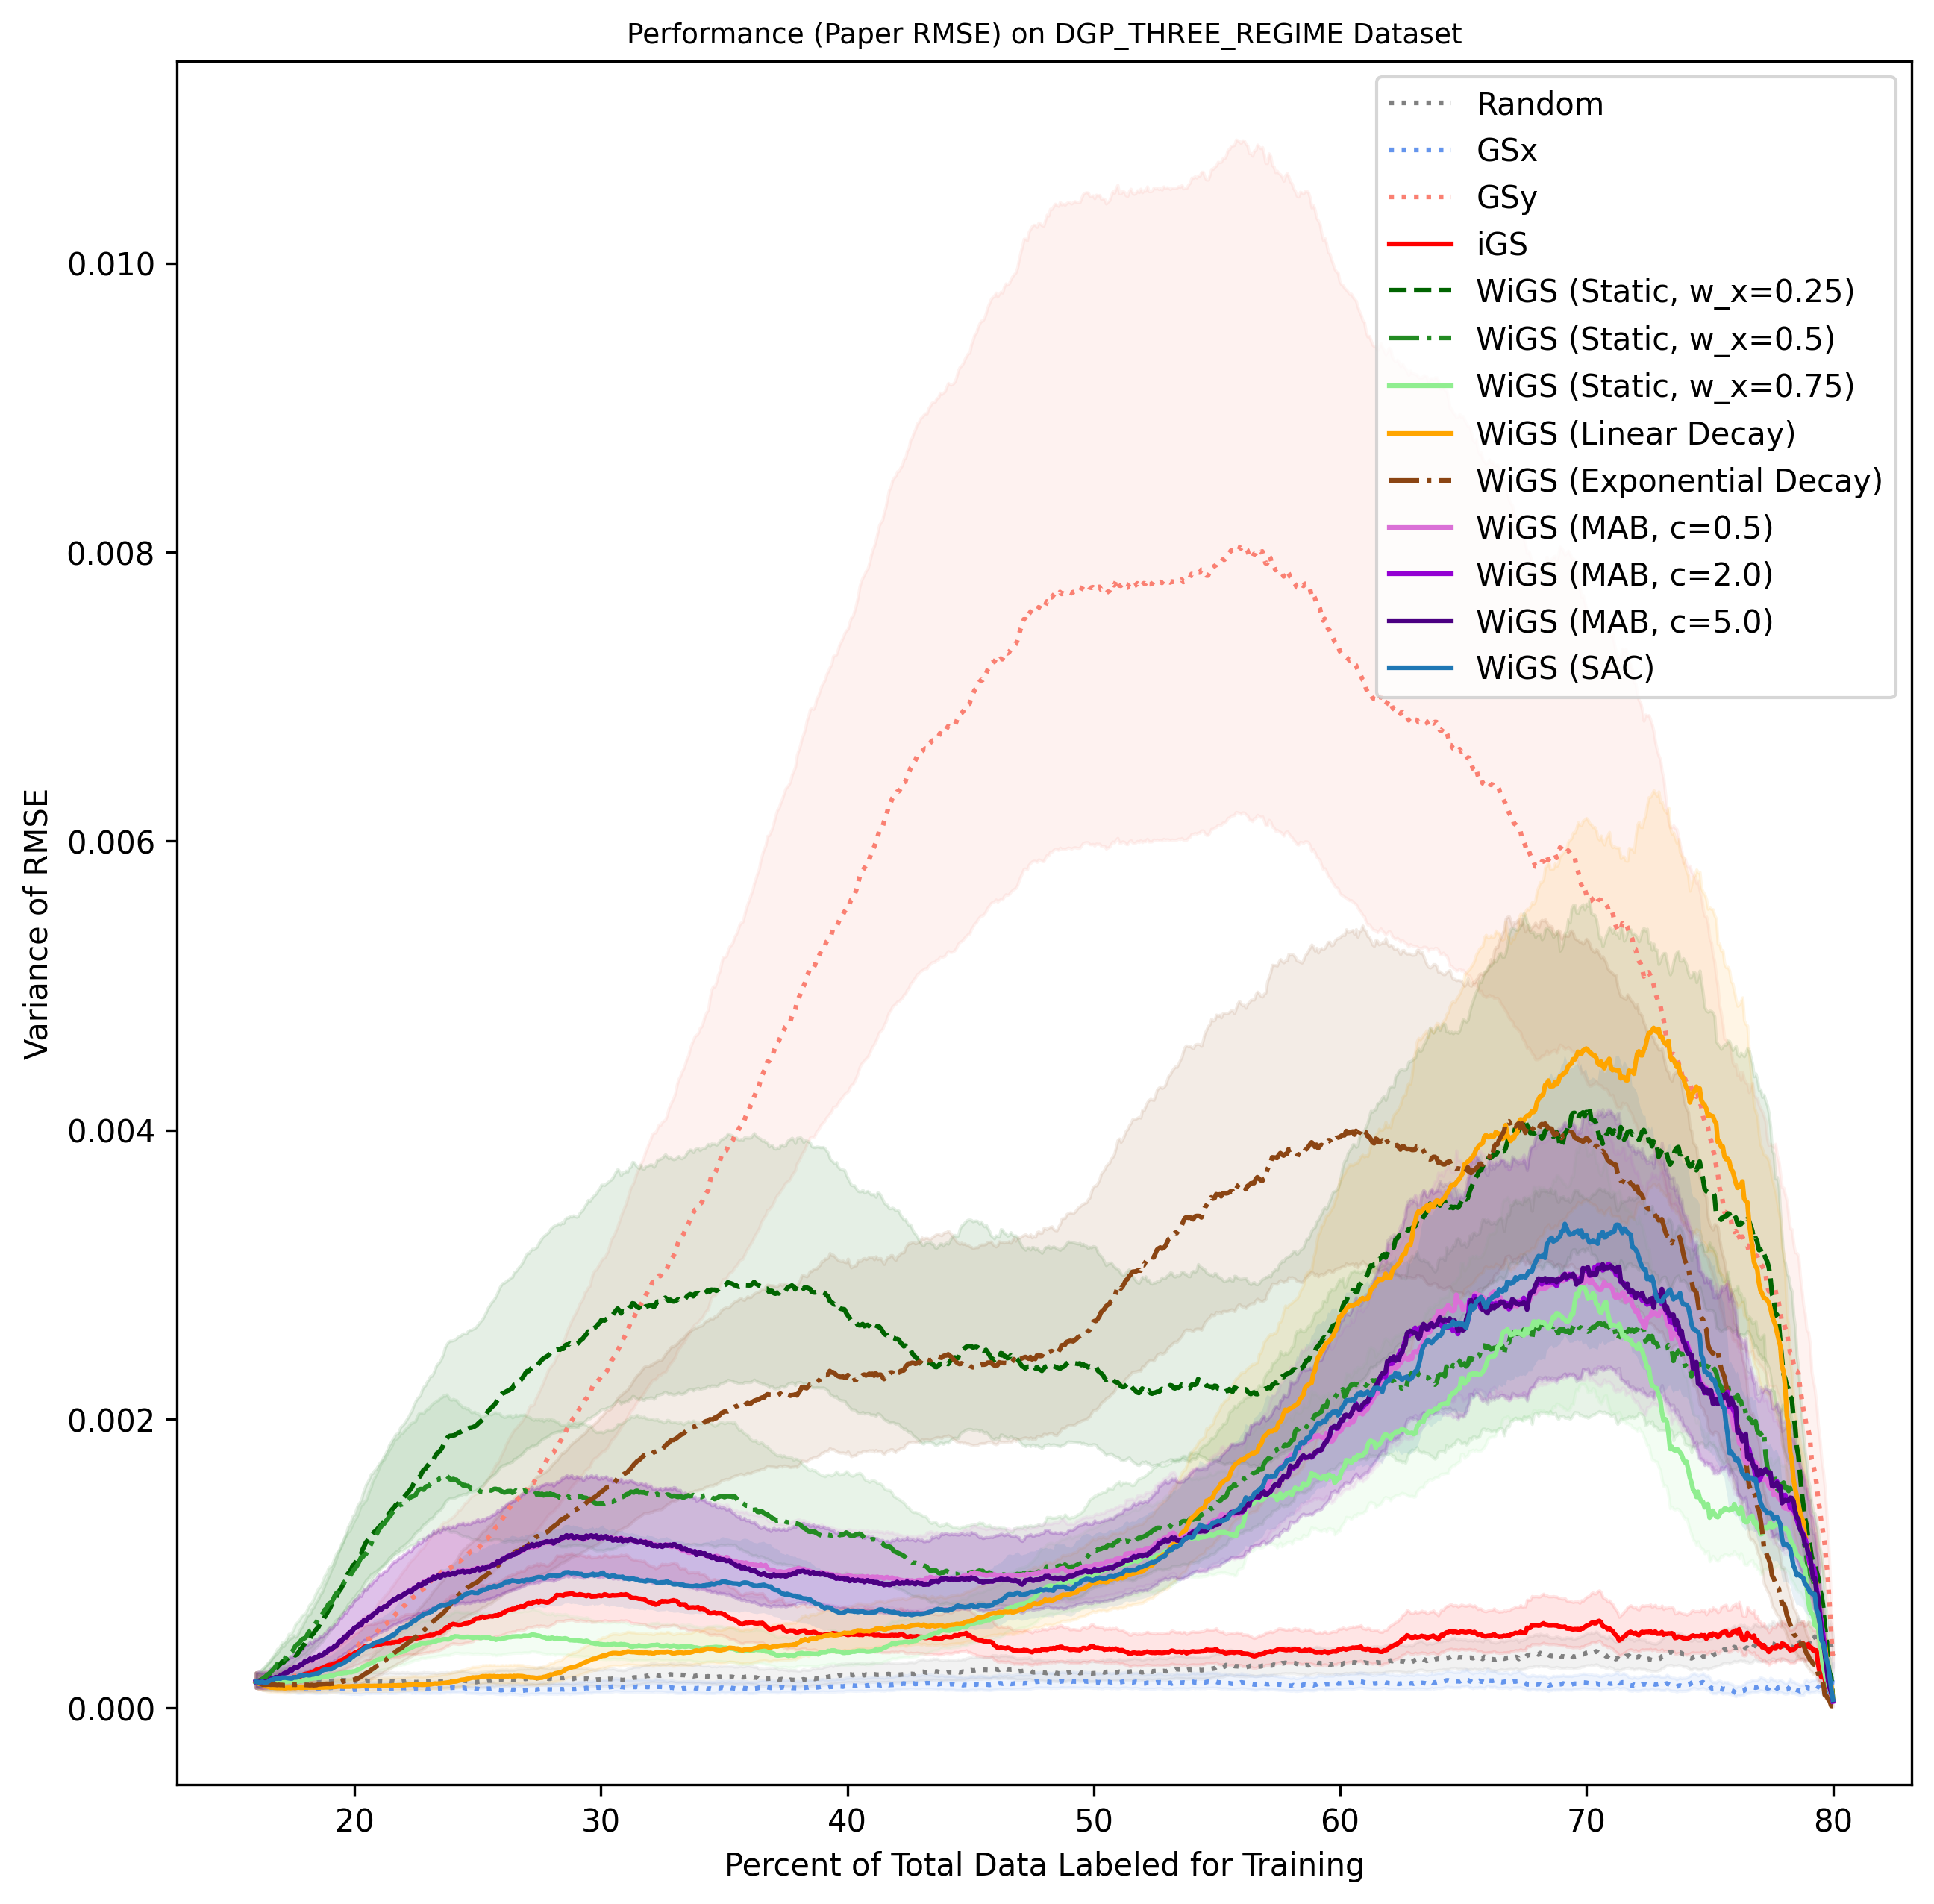 Performance (Paper RMSE) on DGP_THREE_REGIME Dataset
Random
GSx
GSy
iGS
WiGS (Static, w_x=0.25)
WiGS (Static, w_x=0.5)
WiGS (Static, w_x=0.75)
WiGS (Linear Decay)
WiGS (Exponential Decay)
WiGS (MAB, c=0.5)
WiGS (MAB, c=2.0)
WiGS (MAB, c=5.0)
WiGS (SAC)
Variance of RMSE
0.010
0.008
0.006
0.004
0.002
0.000
20 30 40 50 60 70 80
Percent of Total Data Labeled for Training